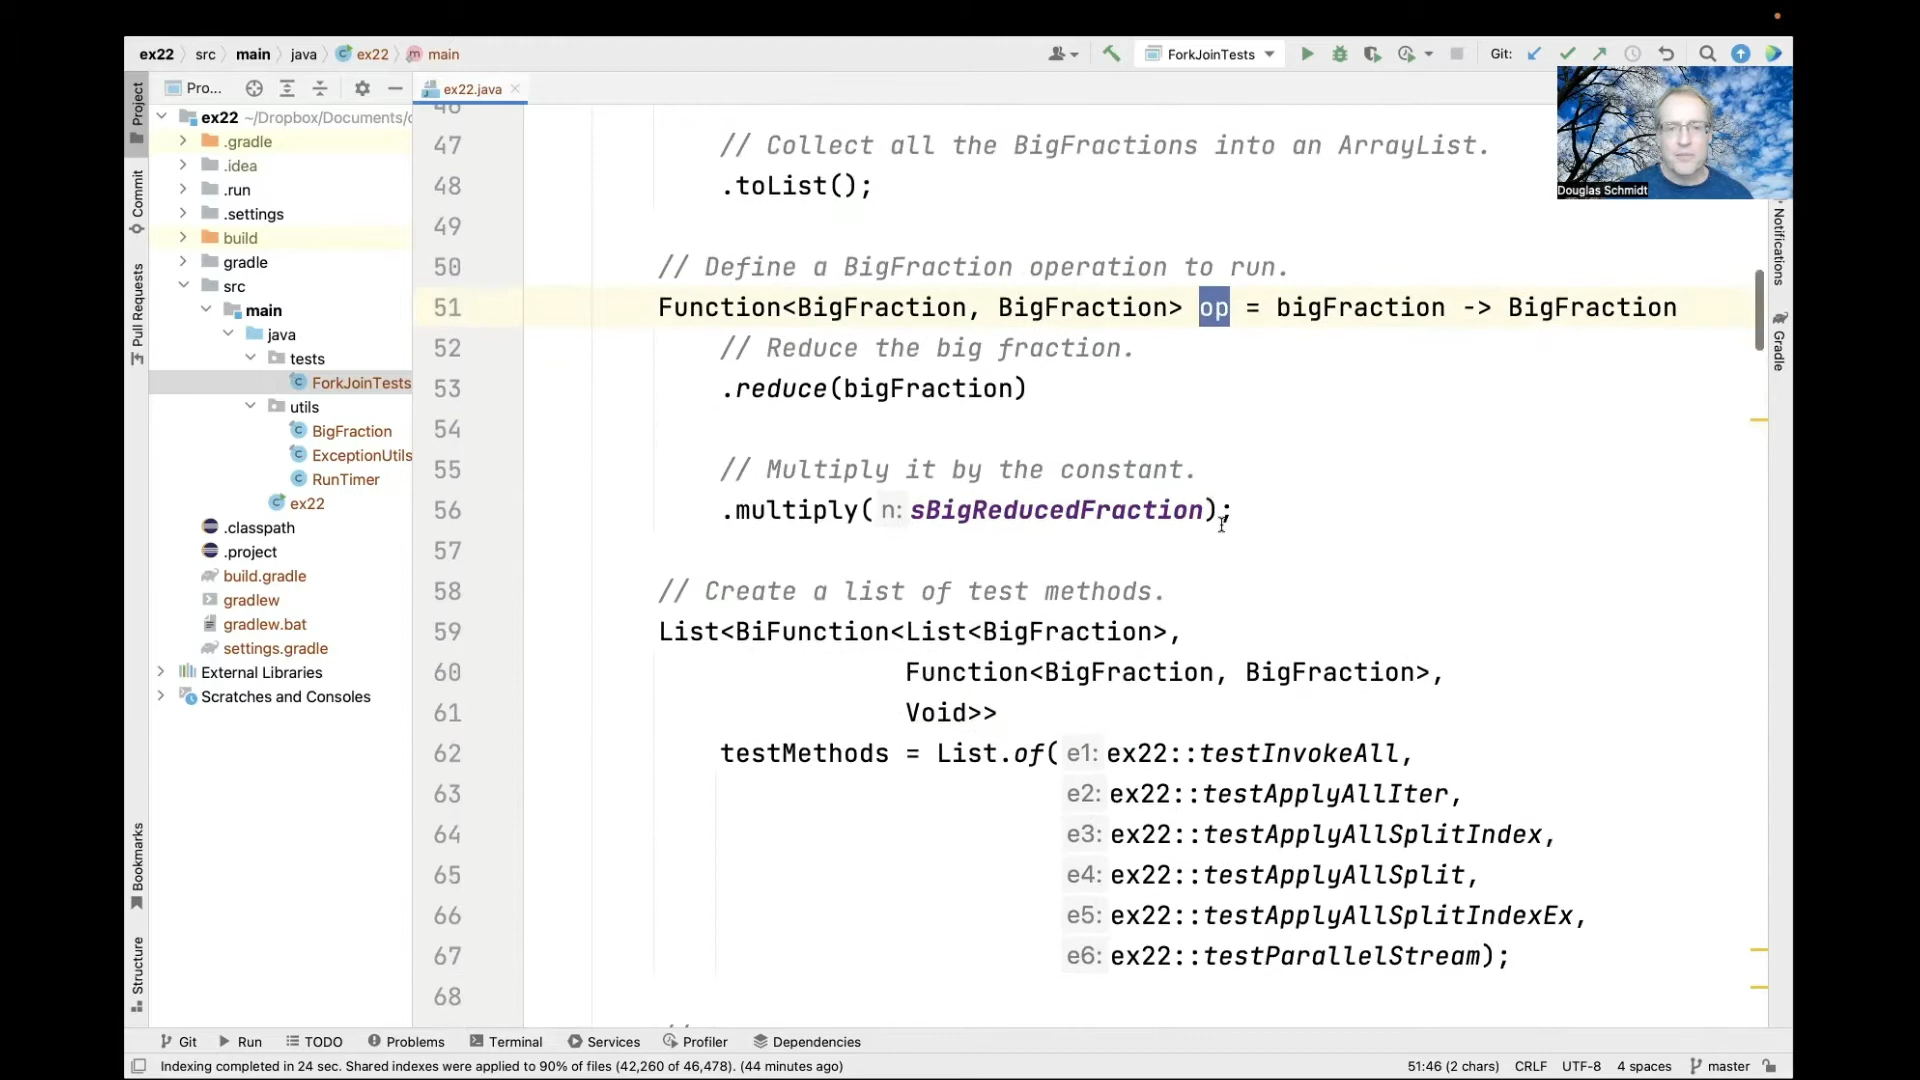 ex22 src main java ex22 main
ForkJoinTests
Git:
Pro...
ex22.java
Project
Commit
Pull Requests
Bookmarks
Structure
ex22 ~/Dropbox/Documents/
.gradle
.idea
.run
.settings
build
gradle
src
main
java
tests
ForkJoinTests
utils
BigFraction
ExceptionUtils
RunTimer
ex22
.classpath
.project
build.gradle
gradlew
gradlew.bat
settings.gradle
External Libraries
Scratches and Consoles
47 // Collect all the BigFractions into an ArrayList.
48 .toList();
49
50 // Define a BigFraction operation to run.
51 Function<BigFraction, BigFraction> op = bigFraction -> BigFraction
52 // Reduce the big fraction.
53 .reduce(bigFraction)
54
55 // Multiply it by the constant.
56 .multiply( n: sBigReducedFraction);
57
58 // Create a list of test methods.
59 List<BiFunction<List<BigFraction>,
60 Function<BigFraction, BigFraction>,
61 Void>>
62 testMethods = List.of( e1: ex22::testInvokeAll,
63 e2: ex22::testApplyAllIter,
64 e3: ex22::testApplyAllSplitIndex,
65 e4: ex22::testApplyAllSplit,
66 e5: ex22::testApplyAllSplitIndexEx,
67 e6: ex22::testParallelStream);
68
Douglas Schmidt
Notifications
Gradle
Git Run TODO Problems Terminal Services Profiler Dependencies
Indexing completed in 24 sec. Shared indexes were applied to 90% of files (42,260 of 46,478). (44 minutes ago)
51:46 (2 chars) CRLF UTF-8 4 spaces master